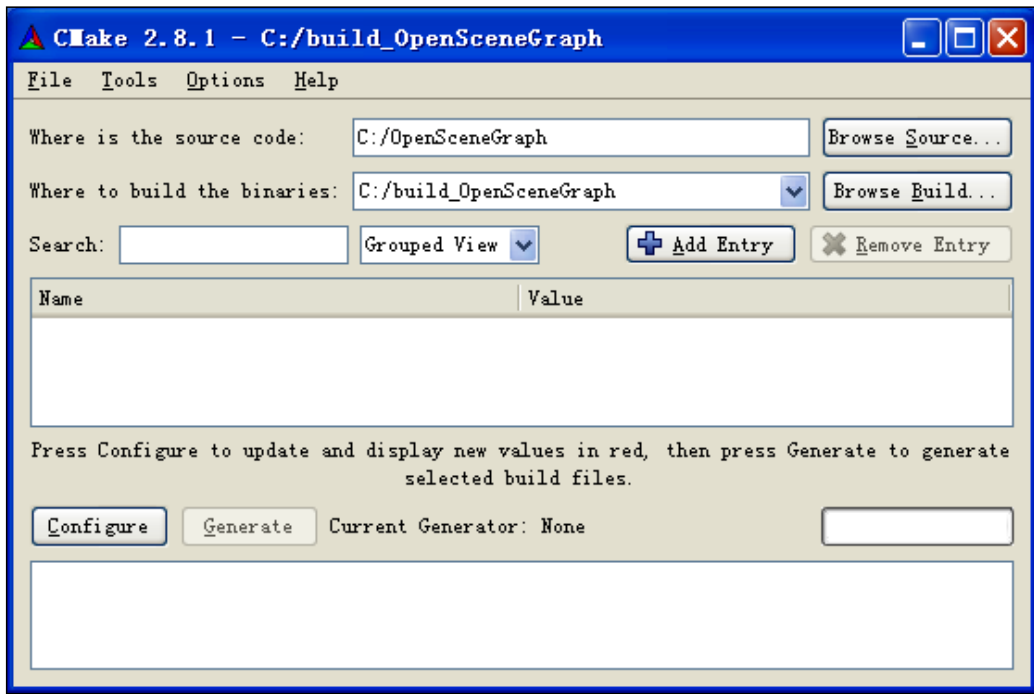 CMake 2.8.1 - C:/build_OpenSceneGraph
File Tools Options Help
Where is the source code: C:/OpenSceneGraph Browse Source...
Where to build the binaries: C:/build_OpenSceneGraph Browse Build...
Search: Grouped View Add Entry Remove Entry
Name Value
Press Configure to update and display new values in red, then press Generate to generate
selected build files.
Configure Generate Current Generator: None